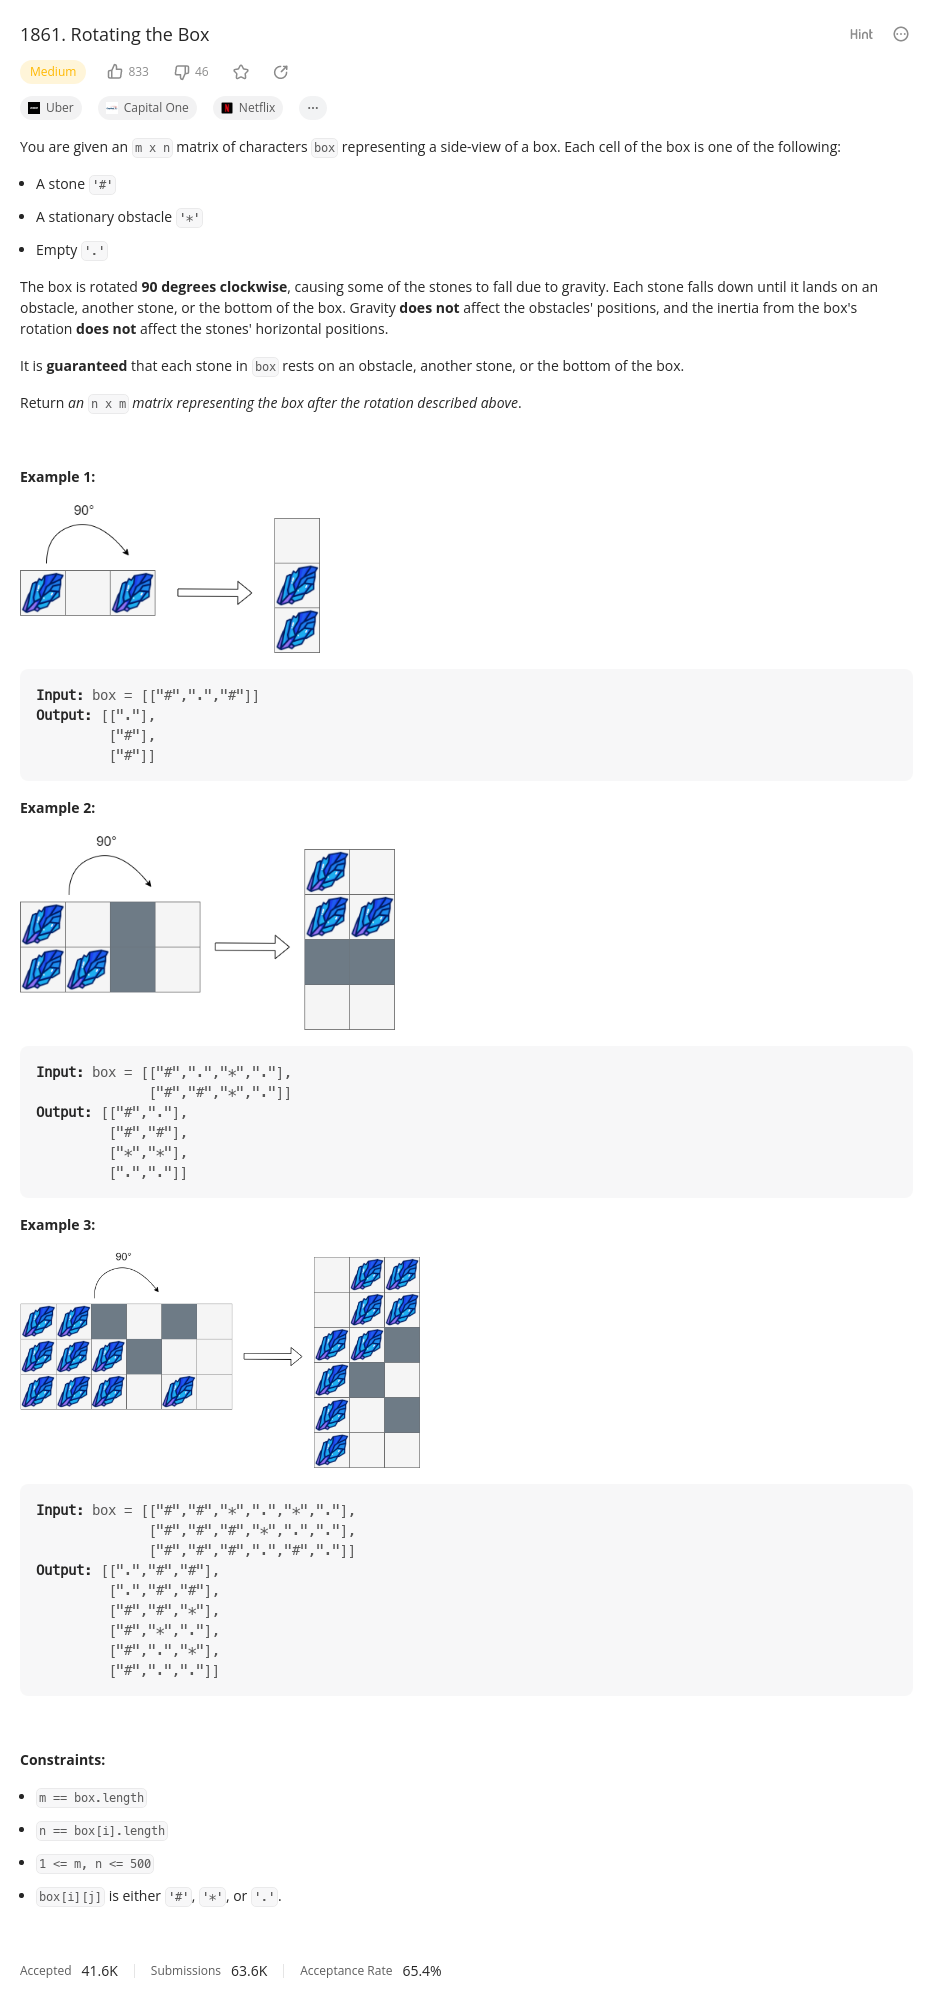 1861. Rotating the Box
Hint
Medium
833
46
Uber
Capital One
Netflix
You are given an m x n matrix of characters box representing a side-view of a box. Each cell of the box is one of the following:
A stone '#'
A stationary obstacle '*'
Empty '.'
The box is rotated 90 degrees clockwise, causing some of the stones to fall due to gravity. Each stone falls down until it lands on an
obstacle, another stone, or the bottom of the box. Gravity does not affect the obstacles' positions, and the inertia from the box's
rotation does not affect the stones' horizontal positions.
It is guaranteed that each stone in box rests on an obstacle, another stone, or the bottom of the box.
Return an n x m matrix representing the box after the rotation described above.
Example 1:
90°
Input: box = [["#",".","#"]]
Output: [["."],
["#"],
["#"]]
Example 2:
90°
Input: box = [["#",".","*","."],
["#","#","*","."]]
Output: [["#","."],
["#","#"],
["*","*"],
[".","."]]
Example 3:
90°
Input: box = [["#","#","*",".","*","."],
["#","#","#","*",".","."],
["#","#","#",".","#","."]]
Output: [[".","#","#"],
[".","#","#"],
["#","#","*"],
["#","*","."],
["#",".","*"],
["#",".","."]]
Constraints:
m == box.length
n == box[i].length
1 <= m, n <= 500
box[i][j] is either '#', '*', or '.'.
Accepted 41.6K Submissions 63.6K Acceptance Rate 65.4%